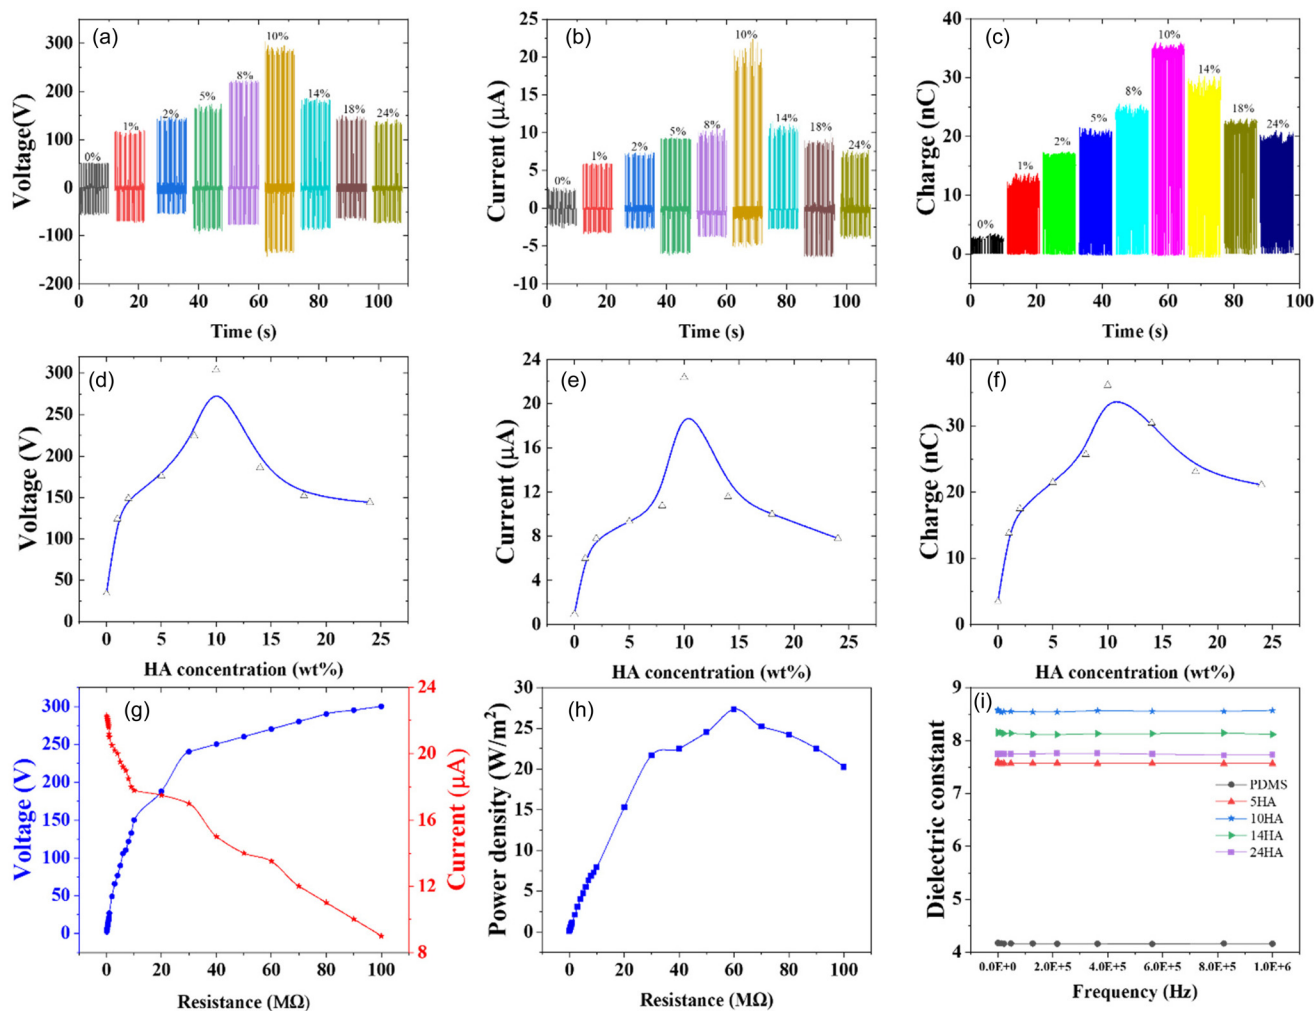 (a)
Voltage(V)
300
200
100
0
-100
-200
0% 1% 2% 5% 8% 10% 14% 18% 24%
0 20 40 60 80 100
Time (s)
(b)
Current (μA)
25
20
15
10
5
0
-5
-10
0% 1% 2% 5% 8% 10% 14% 18% 24%
0 20 40 60 80 100
Time (s)
(c)
Charge (nC)
40
30
20
10
0
0% 1% 2% 5% 8% 10% 14% 18% 24%
0 20 40 60 80 100
Time (s)
(d)
Voltage (V)
300
250
200
150
100
50
0
0 5 10 15 20 25
HA concentration (wt%)
(e)
Current (μA)
24
20
16
12
8
4
0
0 5 10 15 20 25
HA concentration (wt%)
(f)
Charge (nC)
40
30
20
10
0
0 5 10 15 20 25
HA concentration (wt%)
(g)
Voltage (V)
300
250
200
150
100
50
0
24
20
16
12
8
Current (μA)
0 20 40 60 80 100
Resistance (MΩ)
(h)
Power density (W/m²)
30
25
20
15
10
5
0
0 20 40 60 80 100
Resistance (MΩ)
(i)
Dielectric constant
9
8
7
6
5
4
PDMS
5HA
10HA
14HA
24HA
0.0E+0 2.0E+5 4.0E+5 6.0E+5 8.0E+5 1.0E+6
Frequency (Hz)